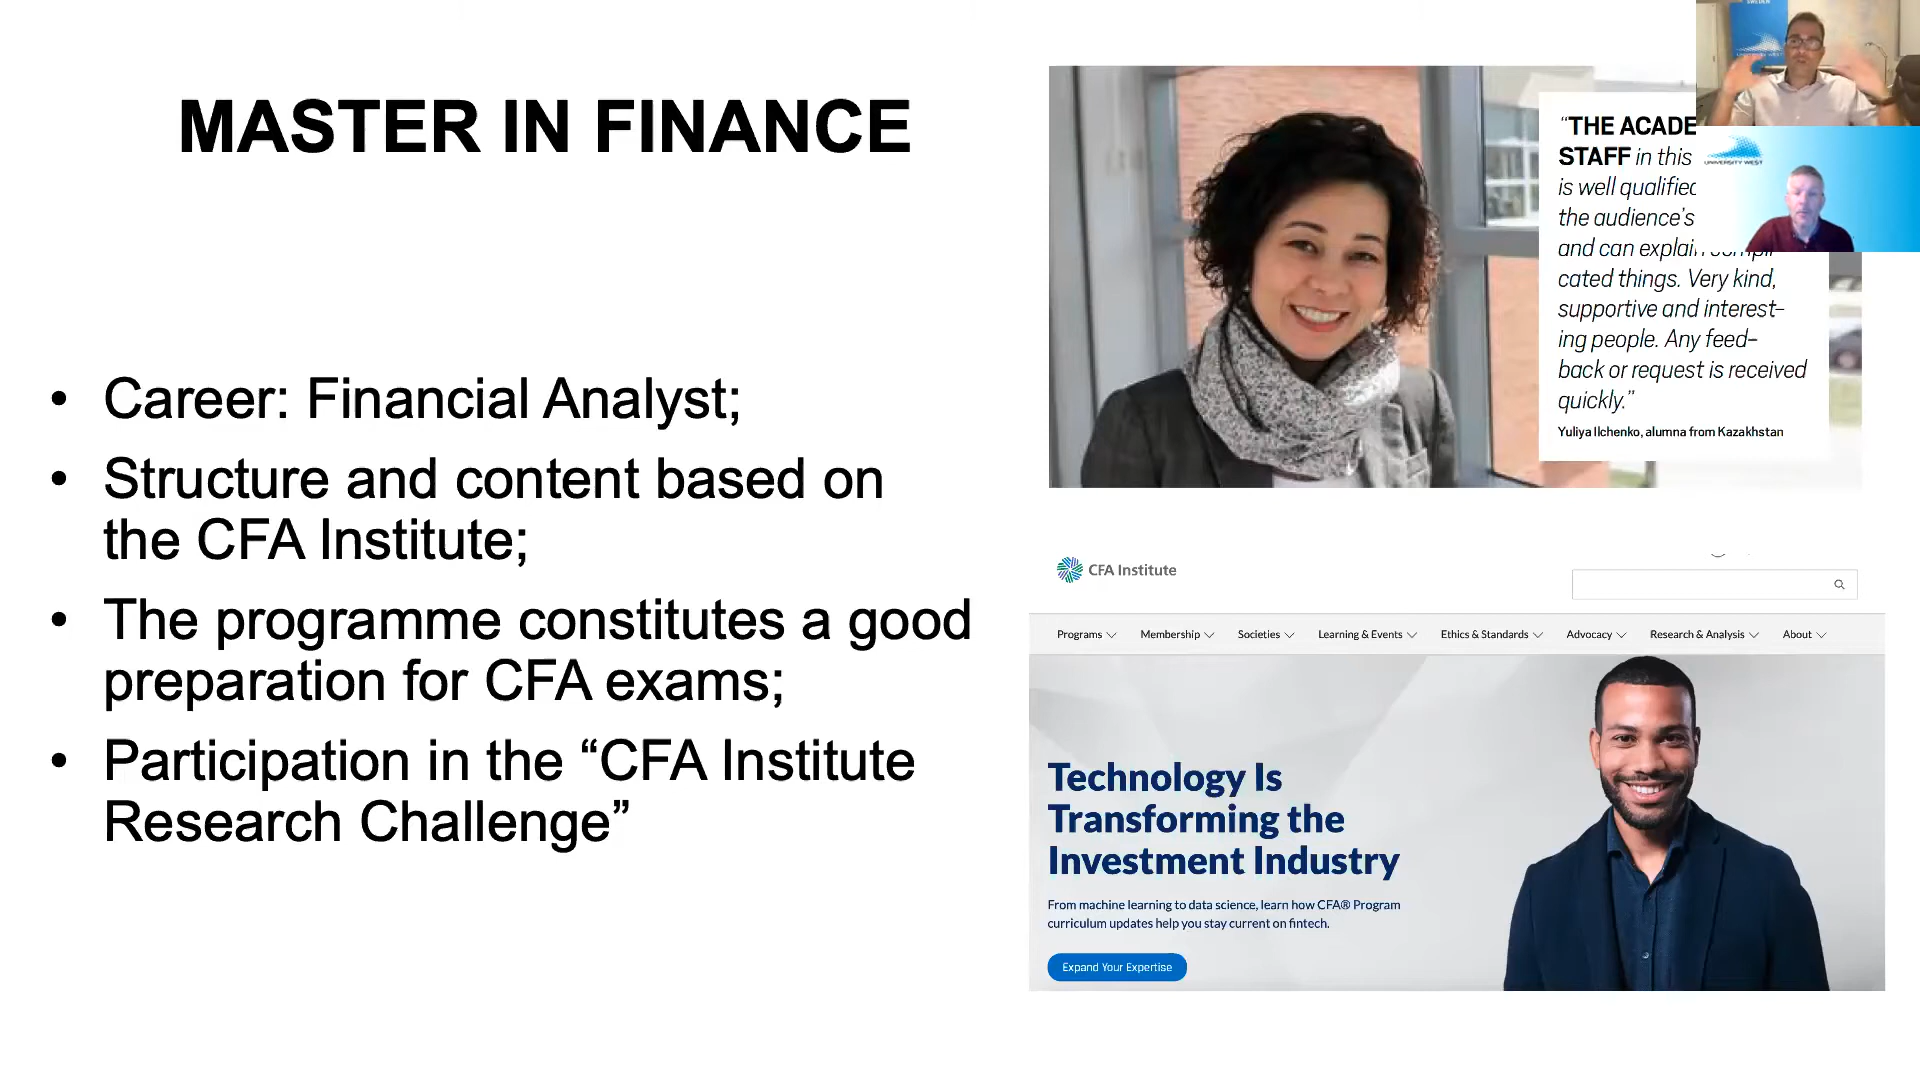 MASTER IN FINANCE
• Career: Financial Analyst;
• Structure and content based on
the CFA Institute;
• The programme constitutes a good
preparation for CFA exams;
• Participation in the “CFA Institute
Research Challenge”
“THE ACADE
STAFF in this
is well qualified
the audience’s
and can explain
cated things. Very kind,
supportive and interest-
ing people. Any feed-
back or request is received
quickly.”
Yuliya Ilchenko, alumna from Kazakhstan
SWEDEN
UNIVERSITY WEST
CFA Institute
Programs Membership Societies Learning & Events Ethics & Standards Advocacy Research & Analysis About
Technology Is
Transforming the
Investment Industry
From machine learning to data science, learn how CFA® Program
curriculum updates help you stay current on fintech.
Expand Your Expertise